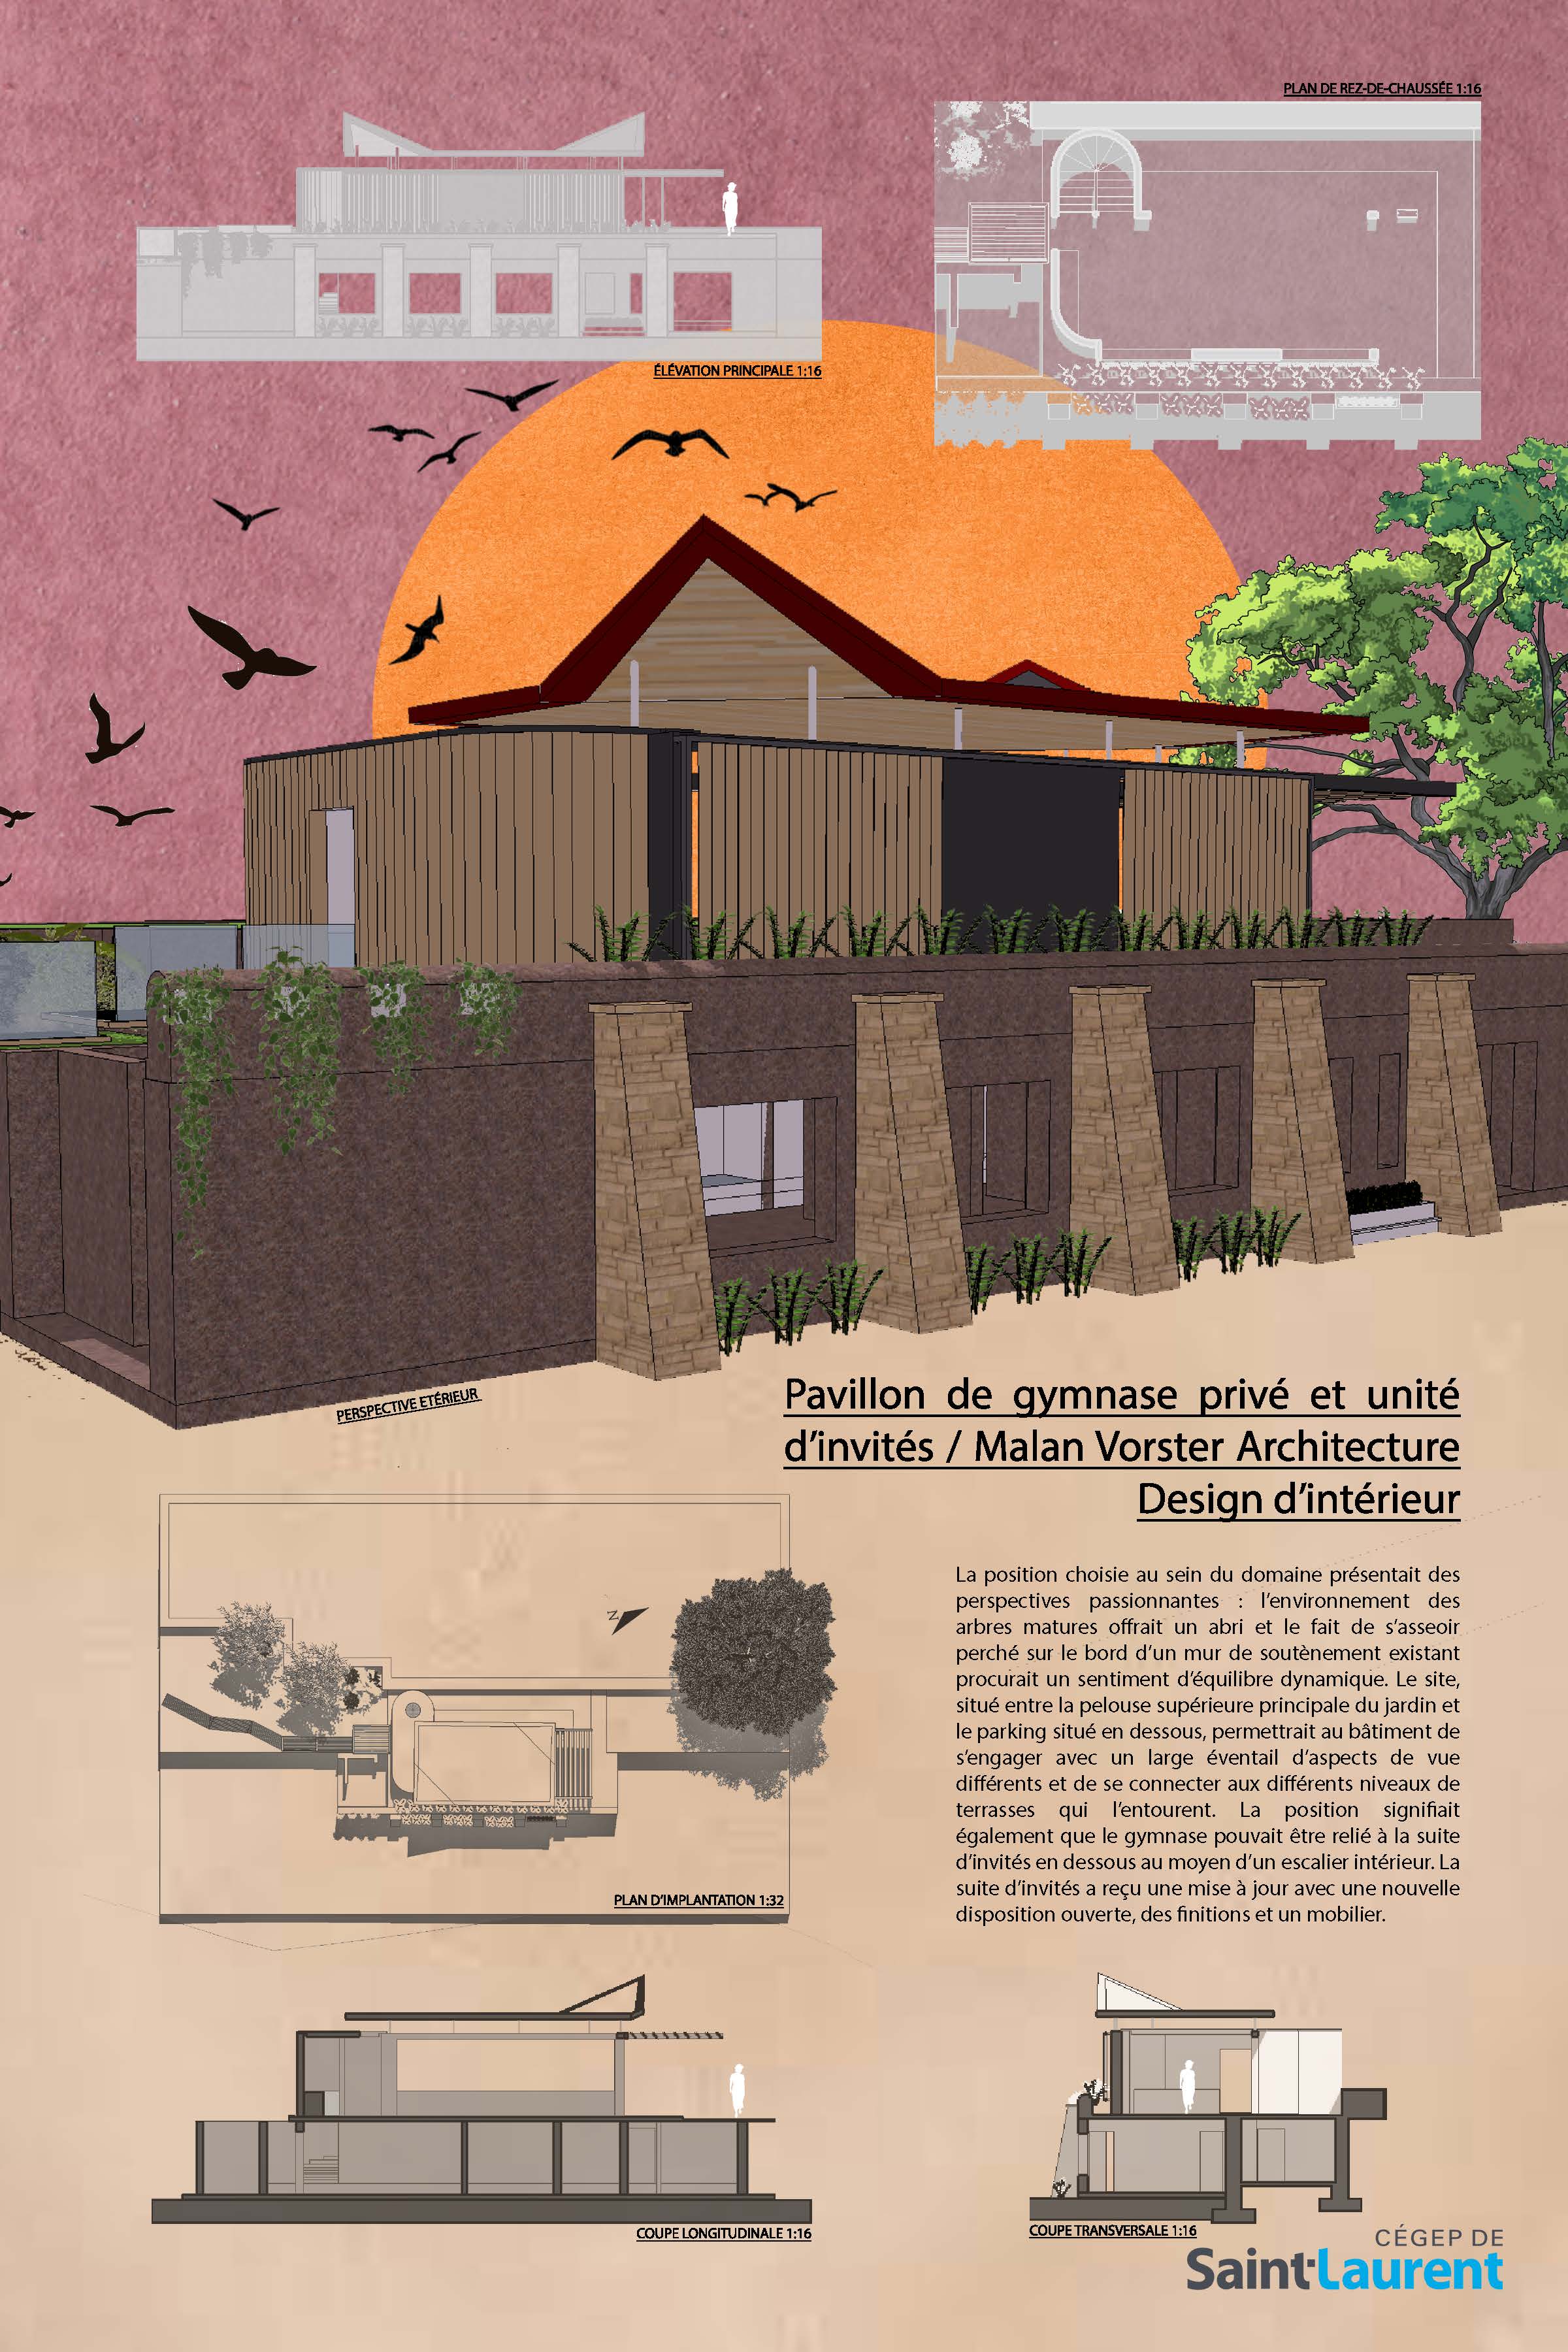 PLAN DE REZ-DE-CHAUSSÉE 1:16
ÉLÉVATION PRINCIPALE 1:16
PERSPECTIVE ETÉRIEUR
Pavillon de gymnase privé et unité
d'invités / Malan Vorster Architecture
Design d'intérieur
La position choisie au sein du domaine présentait des
perspectives passionnantes : l'environnement des
arbres matures offrait un abri et le fait de s'asseoir
perché sur le bord d'un mur de soutènement existant
procurait un sentiment d'équilibre dynamique. Le site,
situé entre la pelouse supérieure principale du jardin et
le parking situé en dessous, permettrait au bâtiment de
s'engager avec un large éventail d'aspects de vue
différents et de se connecter aux différents niveaux de
terrasses qui l'entourent. La position signifiait
également que le gymnase pouvait être relié à la suite
d'invités en dessous au moyen d'un escalier intérieur. La
suite d'invités a reçu une mise à jour avec une nouvelle
disposition ouverte, des finitions et un mobilier.
N
PLAN D'IMPLANTATION 1:32
COUPE LONGITUDINALE 1:16
COUPE TRANSVERSALE 1:16
CÉGEP DE
Saint-Laurent